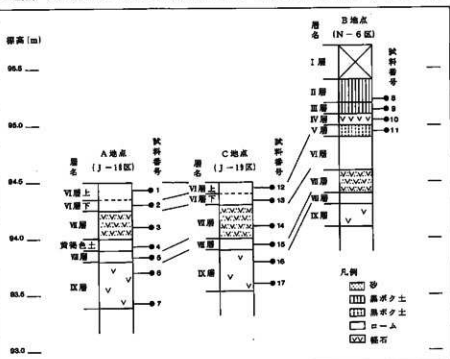 標高(m)
95.5
95.0
94.5
94.0
93.5
93.0
A地点
(J-18区)
層名
試料番号
VI層上
VI層下
VII層
黄褐色土
VIII層
IX層
1
2
3
4
5
6
7
C地点
(J-19区)
層名
試料番号
VI層上
VI層下
VII層
VIII層
IX層
12
13
14
15
16
17
B地点
(N-6区)
層名
試料番号
I層
II層
III層
IV層
V層
VI層
VII層
VIII層
IX層
8
9
10
11
凡例
砂
黒ボク土
黒ボク土
ローム
軽石